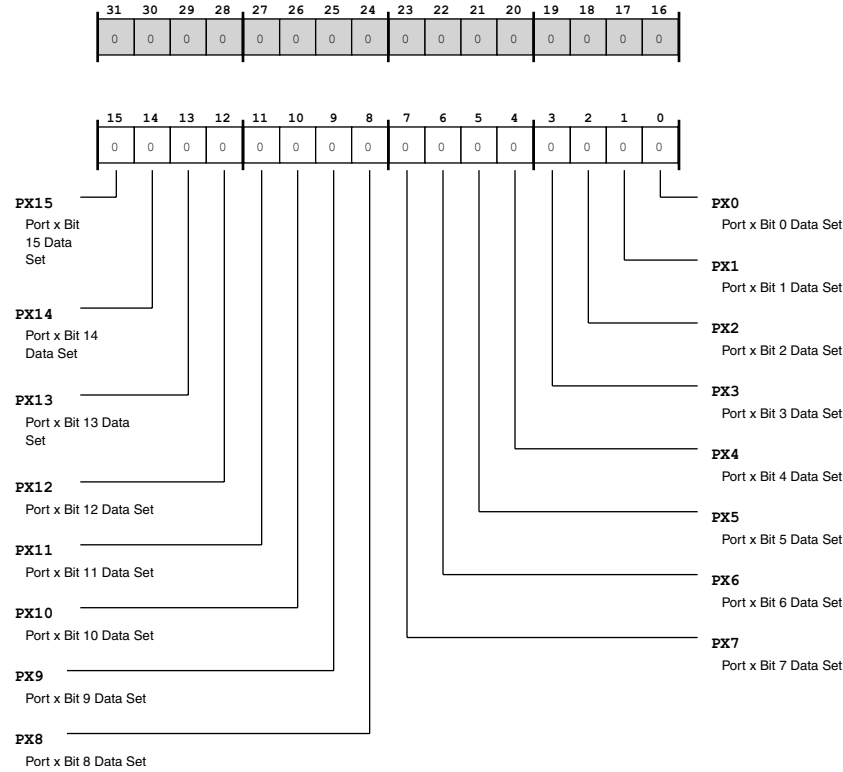 31 30 29 28 27 26 25 24 23 22 21 20 19 18 17 16
0 0 0 0 0 0 0 0 0 0 0 0 0 0 0 0
15 14 13 12 11 10 9 8 7 6 5 4 3 2 1 0
0 0 0 0 0 0 0 0 0 0 0 0 0 0 0 0
PX15
Port x Bit
15 Data
Set
PX14
Port x Bit 14
Data Set
PX13
Port x Bit 13 Data
Set
PX12
Port x Bit 12 Data Set
PX11
Port x Bit 11 Data Set
PX10
Port x Bit 10 Data Set
PX9
Port x Bit 9 Data Set
PX8
Port x Bit 8 Data Set
PX0
Port x Bit 0 Data Set
PX1
Port x Bit 1 Data Set
PX2
Port x Bit 2 Data Set
PX3
Port x Bit 3 Data Set
PX4
Port x Bit 4 Data Set
PX5
Port x Bit 5 Data Set
PX6
Port x Bit 6 Data Set
PX7
Port x Bit 7 Data Set